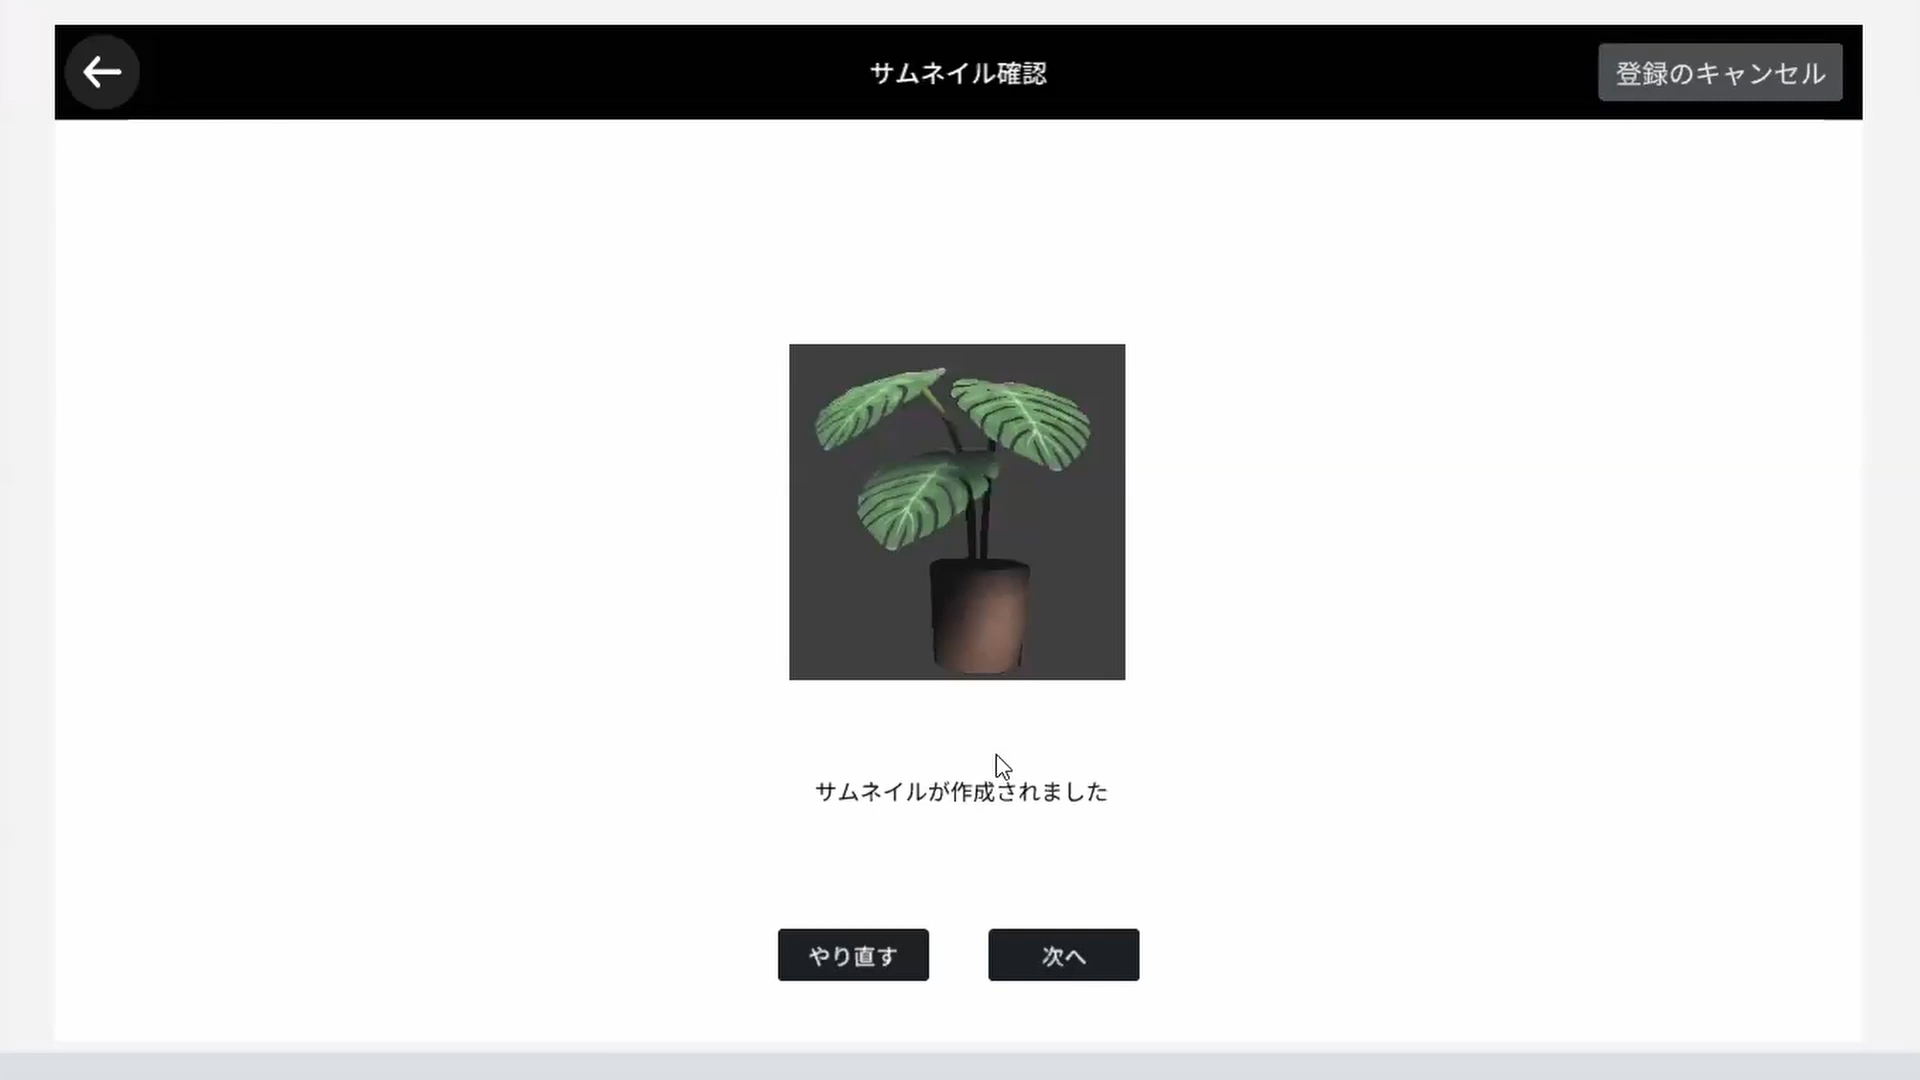 サムネイル確認
登録のキャンセル
サムネイルが作成されました
やり直す
次へ